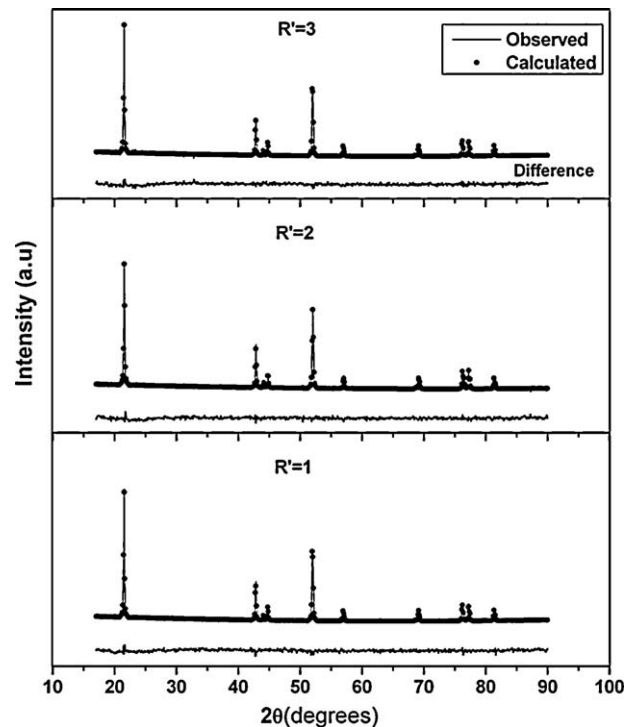 R'=3
Observed
Calculated
Difference
R'=2
Intensity (a.u)
R'=1
10 20 30 40 50 60 70 80 90 100
2θ(degrees)